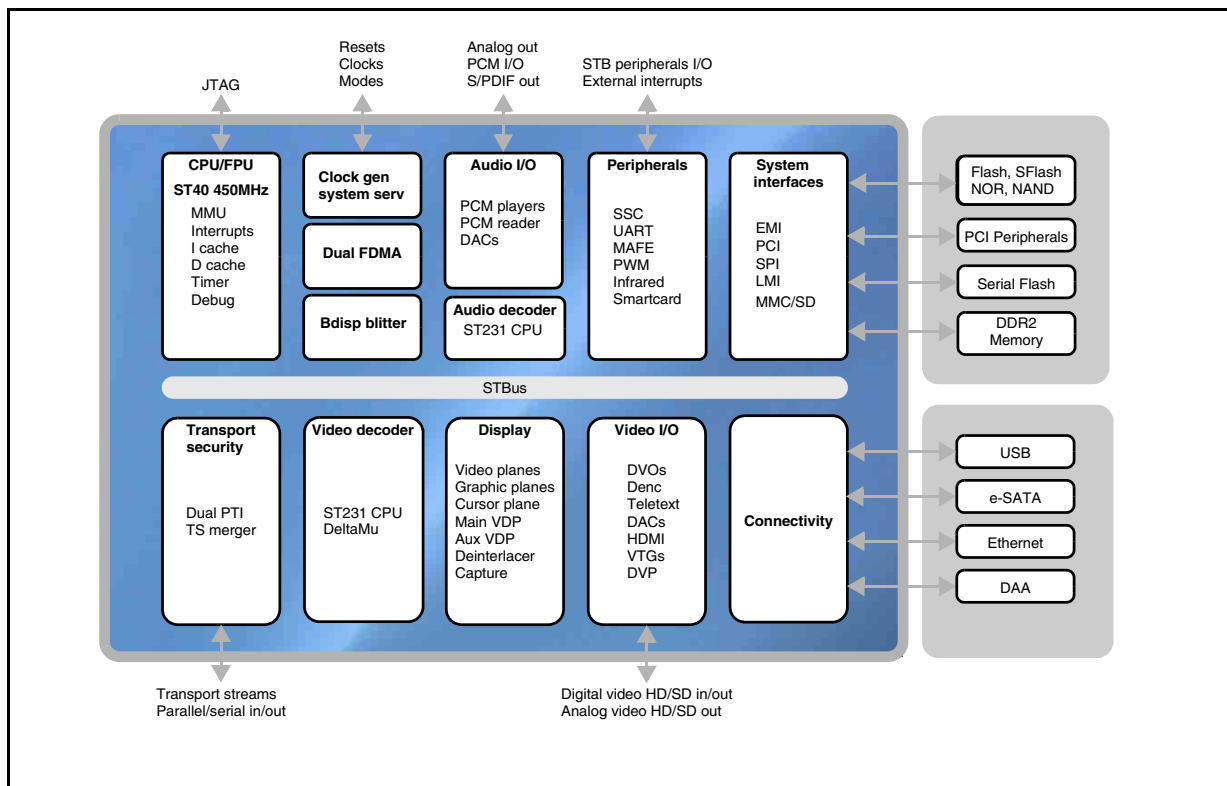 Resets
Clocks
Modes
Analog out
PCM I/O
S/PDIF out
STB peripherals I/O
External interrupts
JTAG
CPU/FPU
ST40 450MHz
MMU
Interrupts
I cache
D cache
Timer
Debug
Clock gen
system serv
Dual FDMA
Bdisp blitter
Audio I/O
PCM players
PCM reader
DACs
Audio decoder
ST231 CPU
Peripherals
SSC
UART
MAFE
PWM
Infrared
Smartcard
System
interfaces
EMI
PCI
SPI
LMI
MMC/SD
Flash, SFlash
NOR, NAND
PCI Peripherals
Serial Flash
DDR2
Memory
STBus
Transport
security
Dual PTI
TS merger
Video decoder
ST231 CPU
DeltaMu
Display
Video planes
Graphic planes
Cursor plane
Main VDP
Aux VDP
Deinterlacer
Capture
Video I/O
DVOs
Denc
Teletext
DACs
HDMI
VTGs
DVP
Connectivity
USB
e-SATA
Ethernet
DAA
Transport streams
Parallel/serial in/out
Digital video HD/SD in/out
Analog video HD/SD out